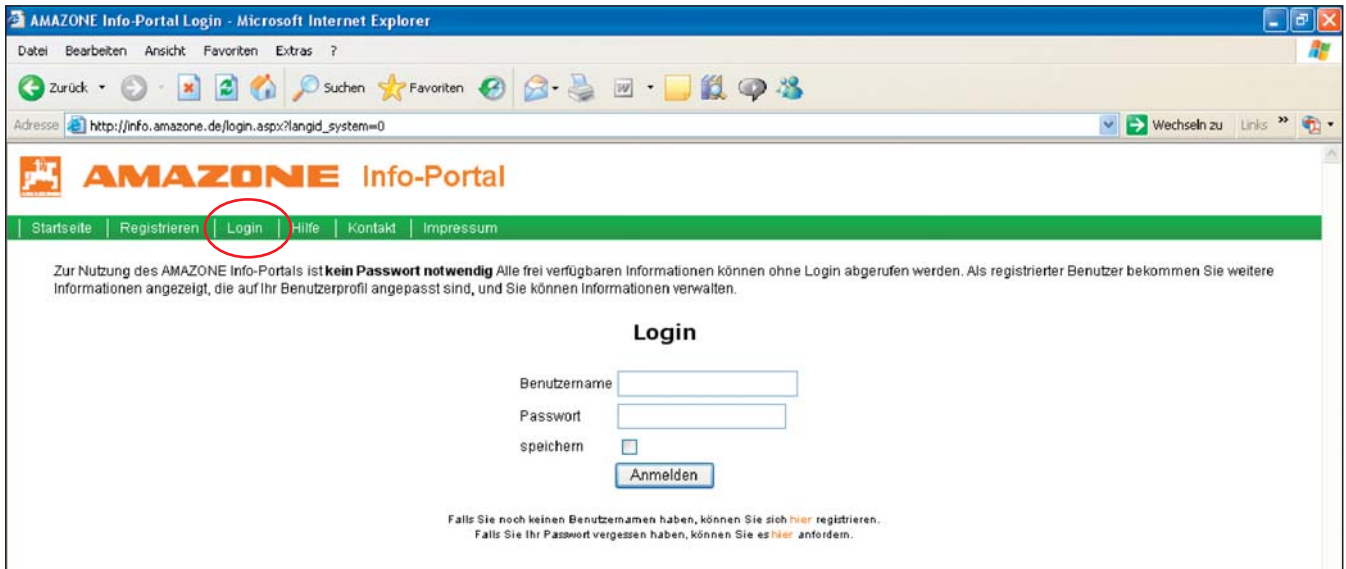 AMAZONE Info-Portal Login - Microsoft Internet Explorer
Datei Bearbeiten Ansicht Favoriten Extras ?
Zurück Suchen Favoriten
Adresse http://info.amazone.de/login.aspx?langid_system=0 Wechseln zu Links »
AMAZONE Info-Portal
Startseite | Registrieren | Login | Hilfe | Kontakt | Impressum
Zur Nutzung des AMAZONE Info-Portals ist kein Passwort notwendig Alle frei verfügbaren Informationen können ohne Login abgerufen werden. Als registrierter Benutzer bekommen Sie weitere
Informationen angezeigt, die auf Ihr Benutzerprofil angepasst sind, und Sie können Informationen verwalten.
Login
Benutzername
Passwort
speichern
Anmelden
Falls Sie noch keinen Benutzernamen haben, können Sie sich hier registrieren.
Falls Sie Ihr Passwort vergessen haben, können Sie es hier anfordern.